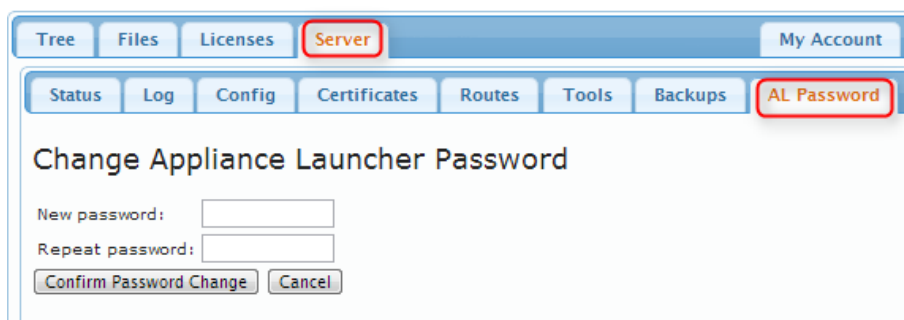 Tree Files Licenses Server My Account
Status Log Config Certificates Routes Tools Backups AL Password
Change Appliance Launcher Password
New password:
Repeat password:
Confirm Password Change Cancel